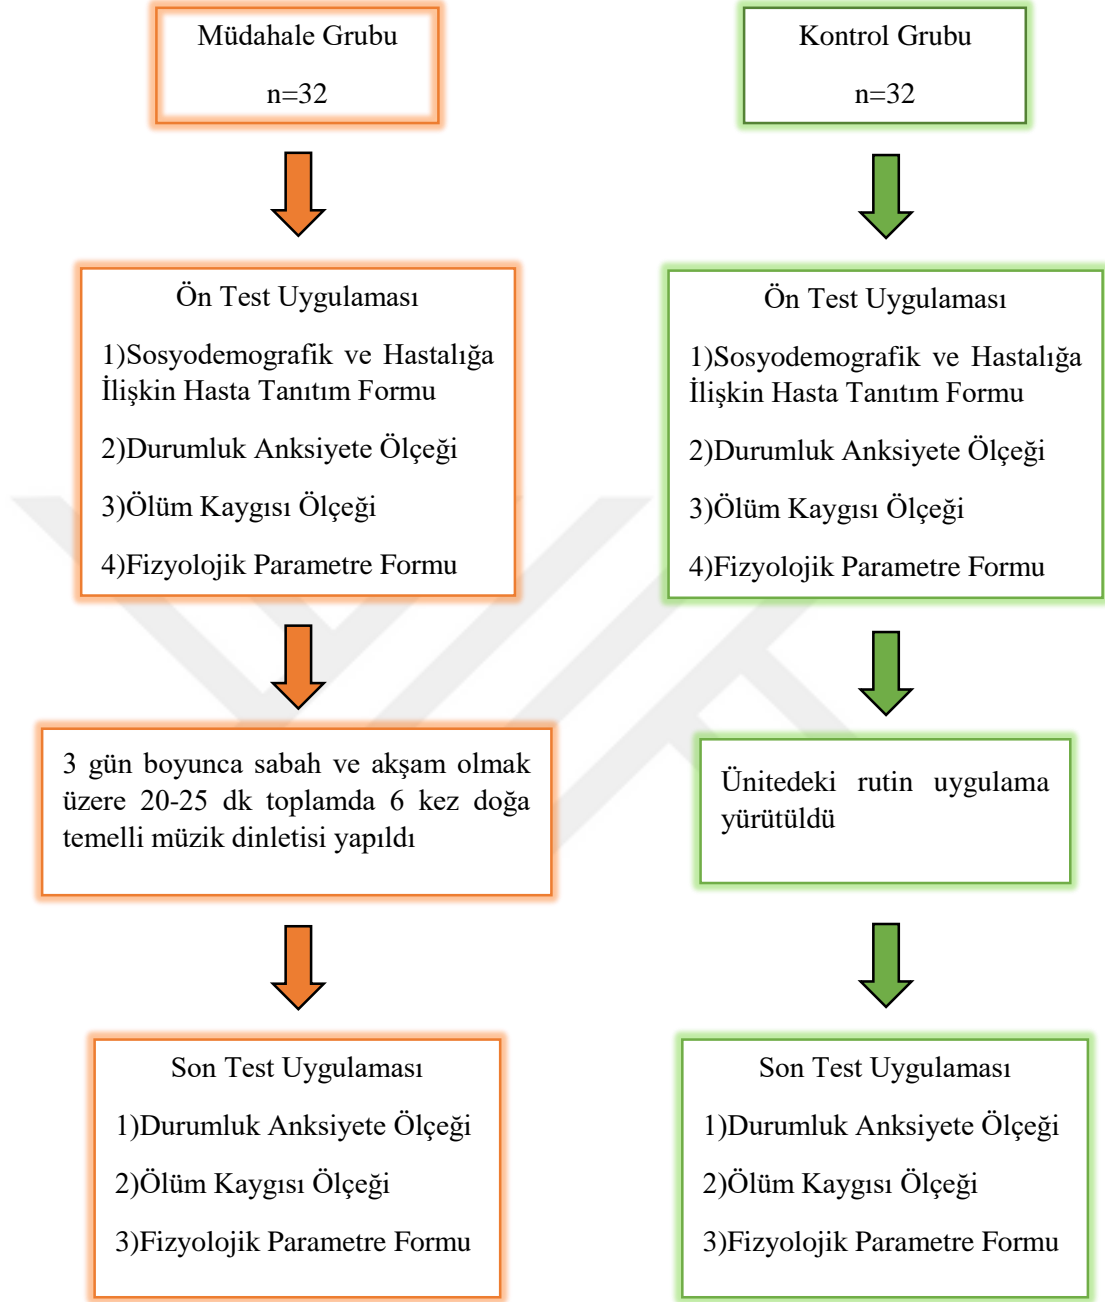 Müdahale Grubu
n=32
Kontrol Grubu
n=32
Ön Test Uygulaması
1)Sosyodemografik ve Hastalığa
İlişkin Hasta Tanıtım Formu
2)Durumluk Anksiyete Ölçeği
3)Ölüm Kaygısı Ölçeği
4)Fizyolojik Parametre Formu
Ön Test Uygulaması
1)Sosyodemografik ve Hastalığa
İlişkin Hasta Tanıtım Formu
2)Durumluk Anksiyete Ölçeği
3)Ölüm Kaygısı Ölçeği
4)Fizyolojik Parametre Formu
3 gün boyunca sabah ve akşam olmak
üzere 20-25 dk toplamda 6 kez doğa
temelli müzik dinletisi yapıldı
Ünitedeki rutin uygulama
yürütüldü
Son Test Uygulaması
1)Durumluk Anksiyete Ölçeği
2)Ölüm Kaygısı Ölçeği
3)Fizyolojik Parametre Formu
Son Test Uygulaması
1)Durumluk Anksiyete Ölçeği
2)Ölüm Kaygısı Ölçeği
3)Fizyolojik Parametre Formu